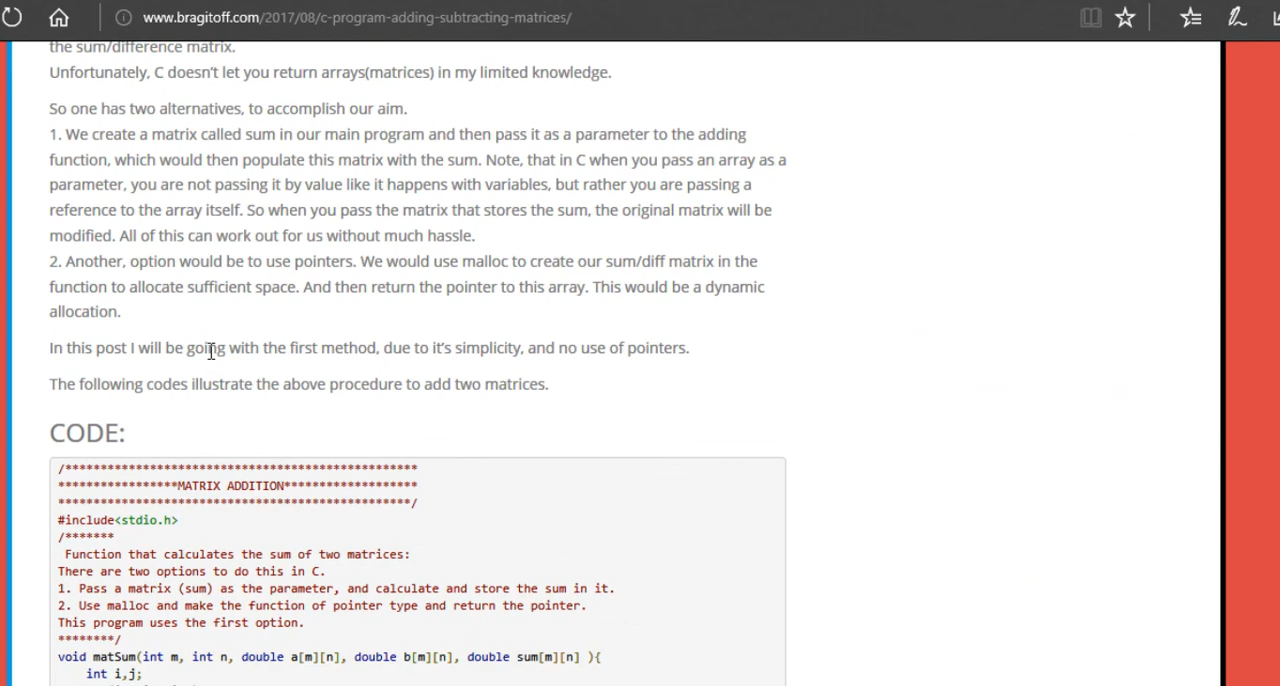 www.bragitoff.com/2017/08/c-program-adding-subtracting-matrices/
the sum/difference matrix.
Unfortunately, C doesn't let you return arrays(matrices) in my limited knowledge.
So one has two alternatives, to accomplish our aim.
1. We create a matrix called sum in our main program and then pass it as a parameter to the adding
function, which would then populate this matrix with the sum. Note, that in C when you pass an array as a
parameter, you are not passing it by value like it happens with variables, but rather you are passing a
reference to the array itself. So when you pass the matrix that stores the sum, the original matrix will be
modified. All of this can work out for us without much hassle.
2. Another, option would be to use pointers. We would use malloc to create our sum/diff matrix in the
function to allocate sufficient space. And then return the pointer to this array. This would be a dynamic
allocation.
In this post I will be going with the first method, due to it's simplicity, and no use of pointers.
The following codes illustrate the above procedure to add two matrices.
CODE:
/*************************************************
*****************MATRIX ADDITION*******************
**************************************************/
#include<stdio.h>
/*******
Function that calculates the sum of two matrices:
There are two options to do this in C.
1. Pass a matrix (sum) as the parameter, and calculate and store the sum in it.
2. Use malloc and make the function of pointer type and return the pointer.
This program uses the first option.
********/
void matSum(int m, int n, double a[m][n], double b[m][n], double sum[m][n] ){
int i,j;